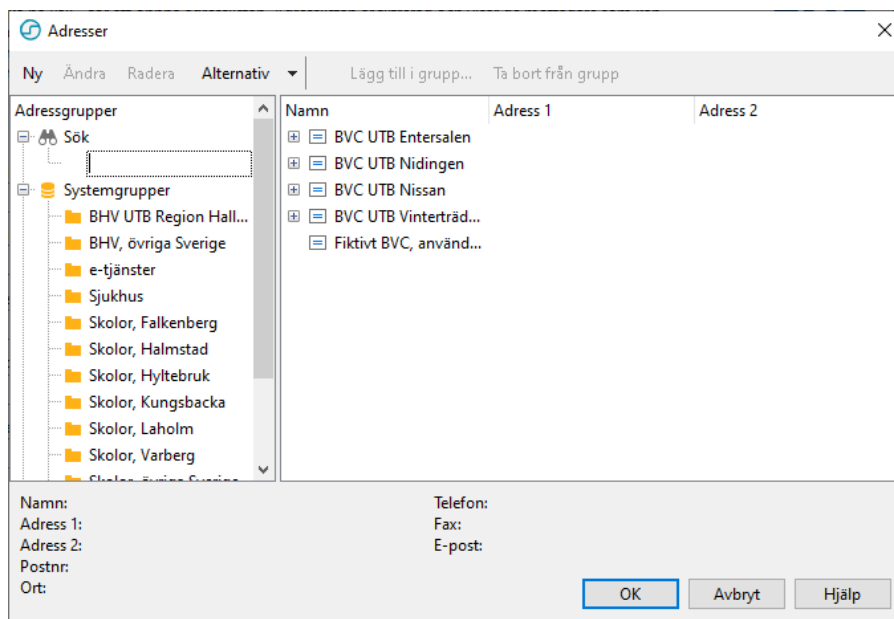 Adresser
Ny Ändra Radera Alternativ Lägg till i grupp... Ta bort från grupp
Adressgrupper
Sök
Systemgrupper
BHV UTB Region Hall...
BHV, övriga Sverige
e-tjänster
Sjukhus
Skolor, Falkenberg
Skolor, Halmstad
Skolor, Hyltebruk
Skolor, Kungsbacka
Skolor, Laholm
Skolor, Varberg
Skolor, övriga Sverige
Namn Adress 1 Adress 2
BVC UTB Entersalen
BVC UTB Nidingen
BVC UTB Nissan
BVC UTB Vinterträd...
Fiktivt BVC, använd...
Namn:
Adress 1:
Adress 2:
Postnr:
Ort:
Telefon:
Fax:
E-post:
OK Avbryt Hjälp